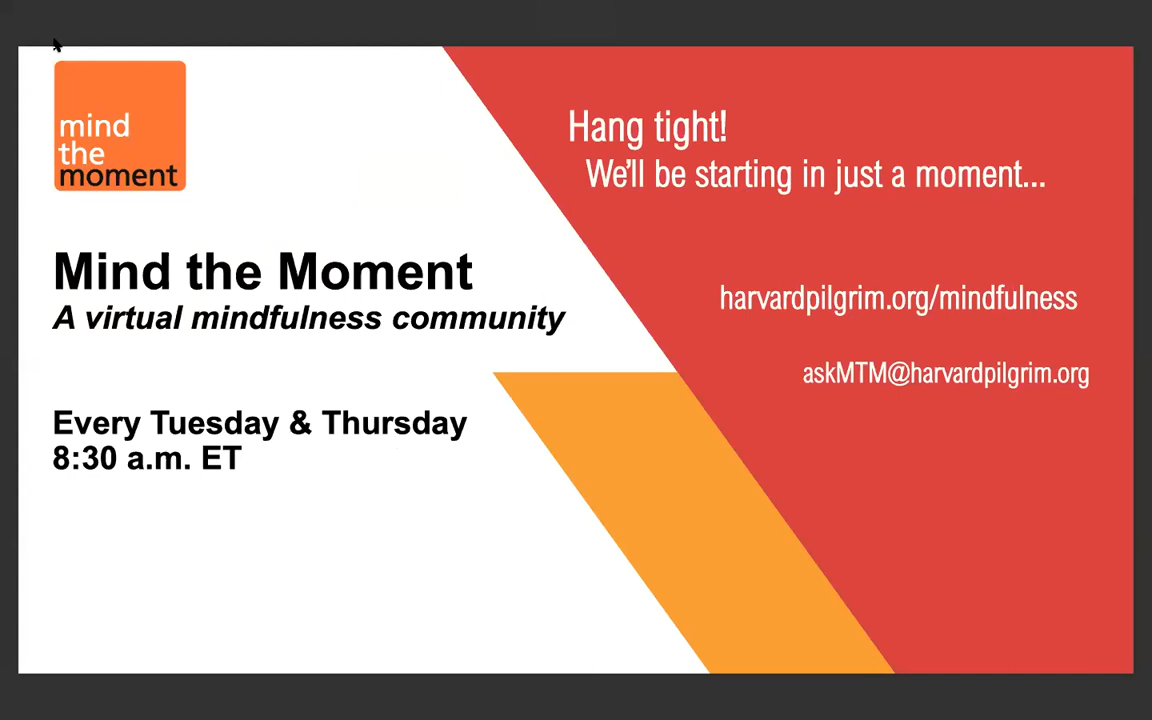 mind
the
moment
Mind the Moment
A virtual mindfulness community
Every Tuesday & Thursday
8:30 a.m. ET
Hang tight!
We'll be starting in just a moment...
harvardpilgrim.org/mindfulness
askMTM@harvardpilgrim.org